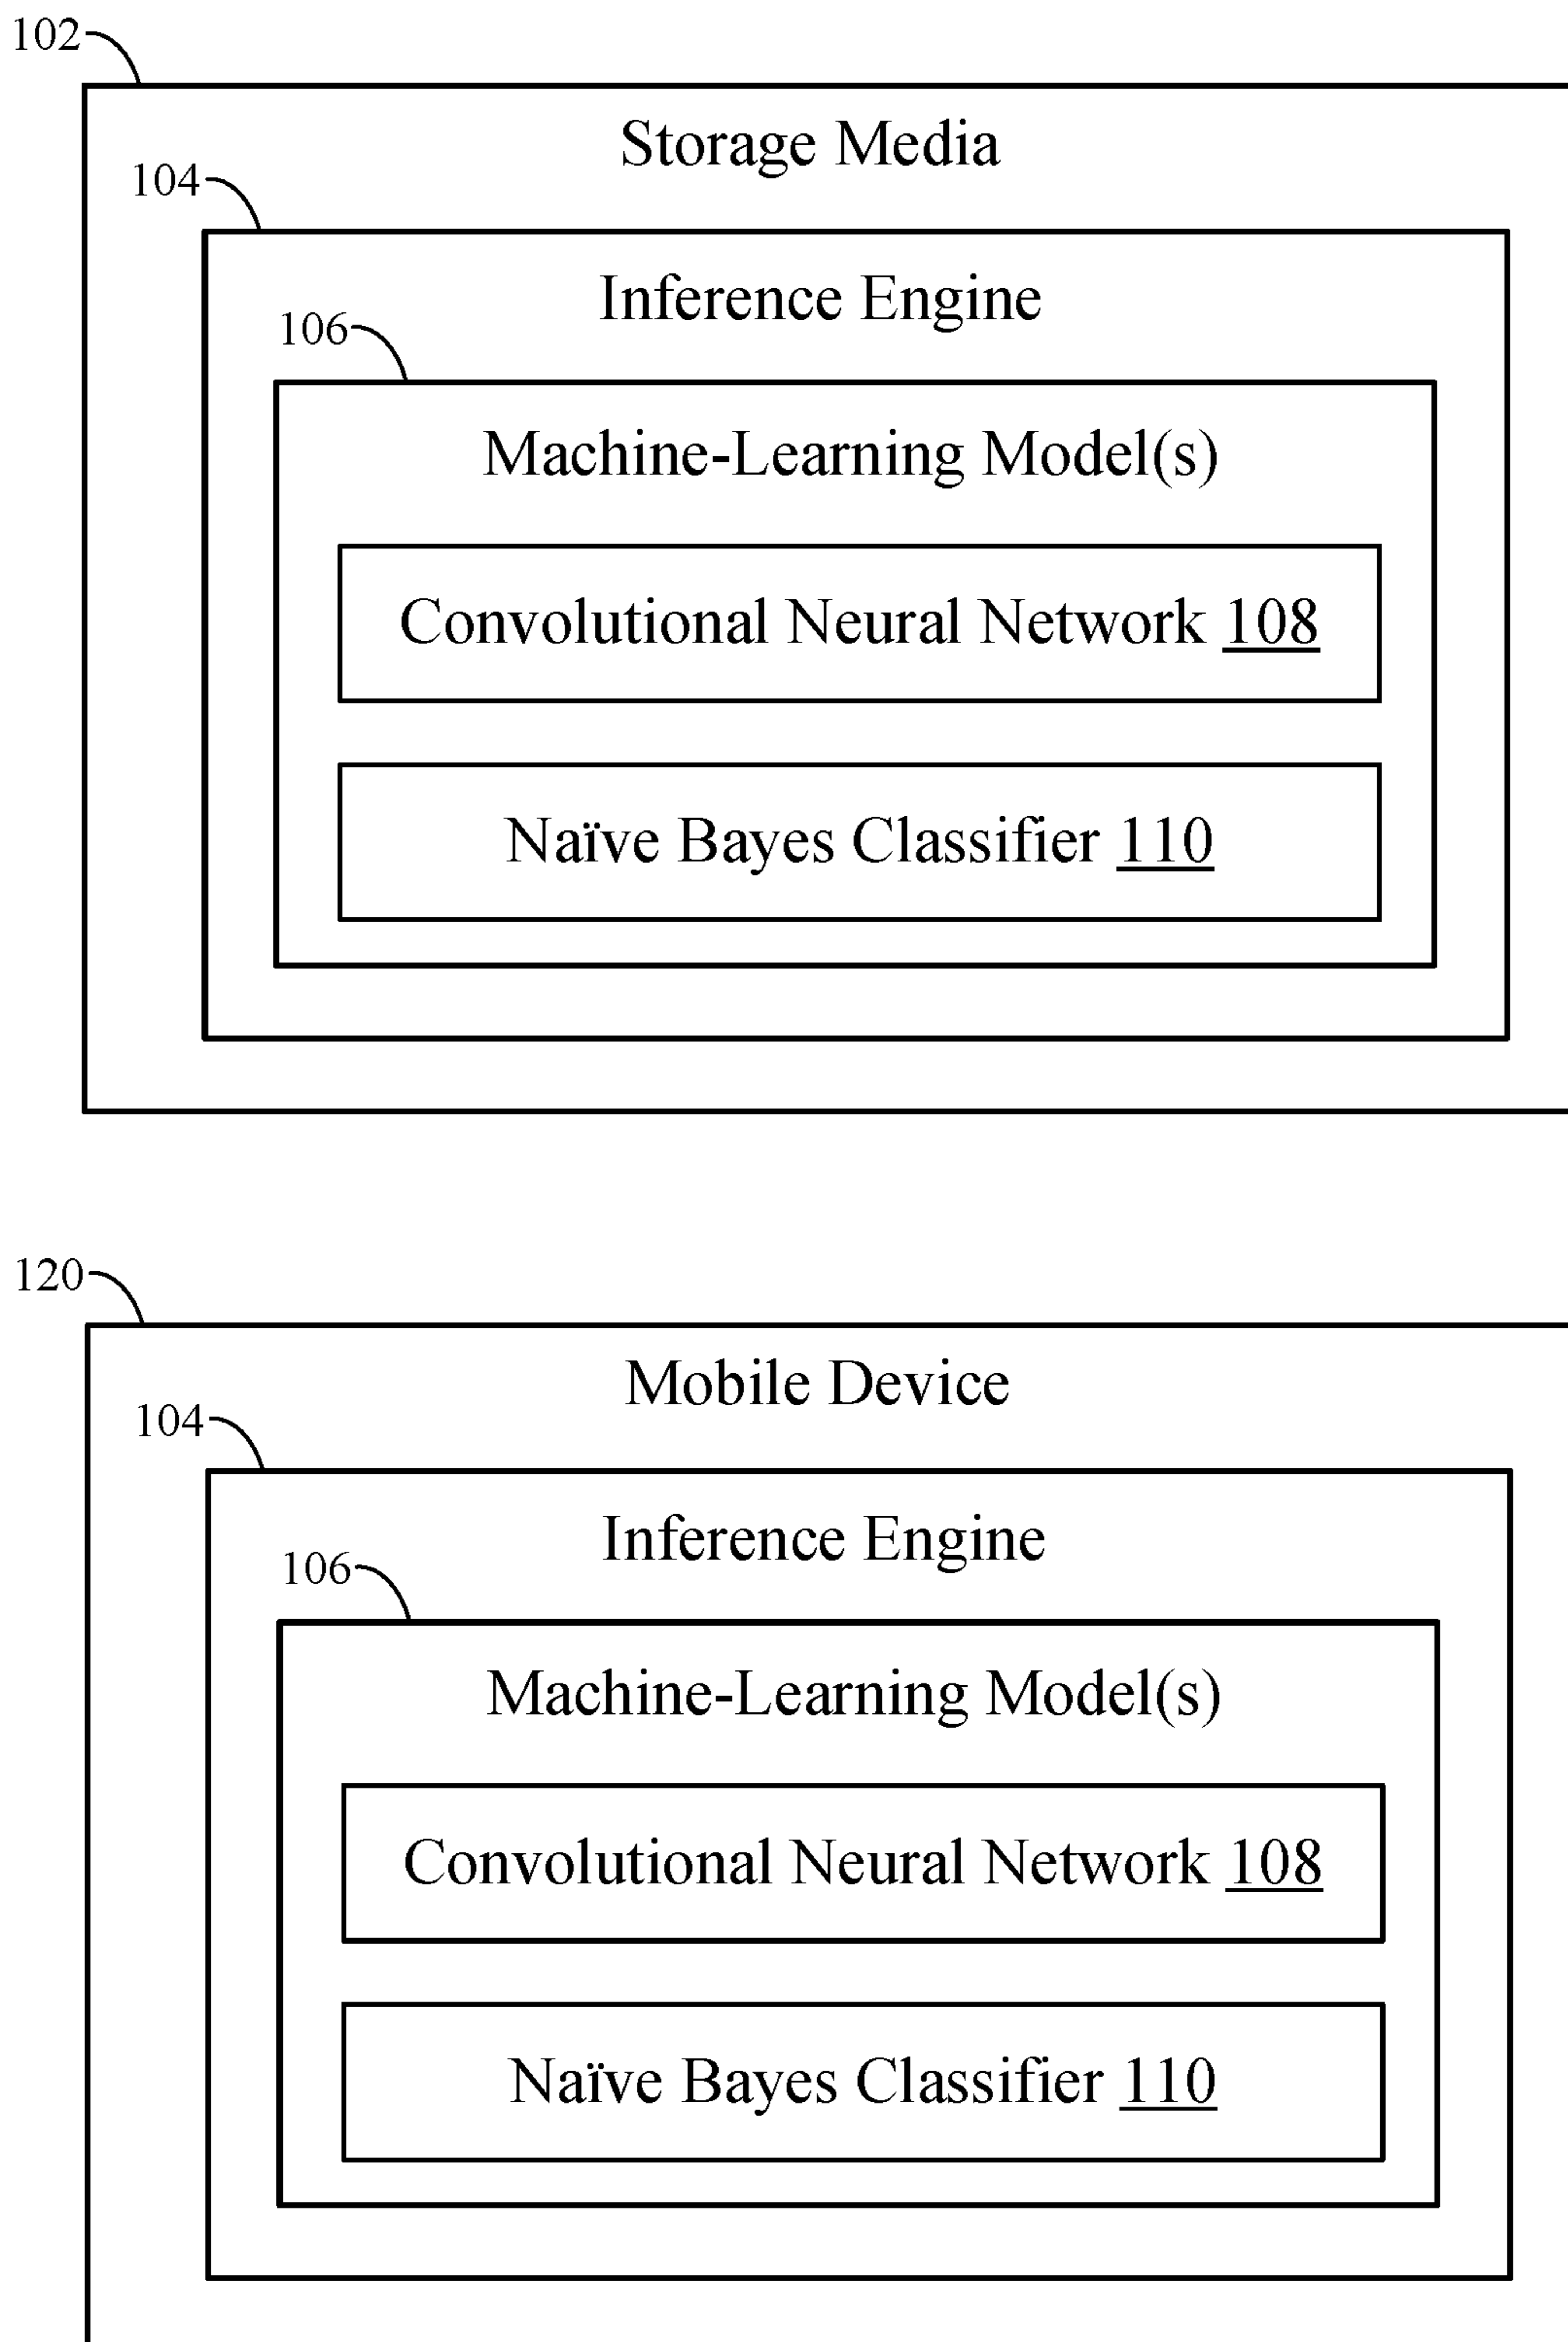 102
Storage Media
104
Inference Engine
106
Machine-Learning Model(s)
Convolutional Neural Network 108
Naïve Bayes Classifier 110
120
Mobile Device
104
Inference Engine
106
Machine-Learning Model(s)
Convolutional Neural Network 108
Naïve Bayes Classifier 110